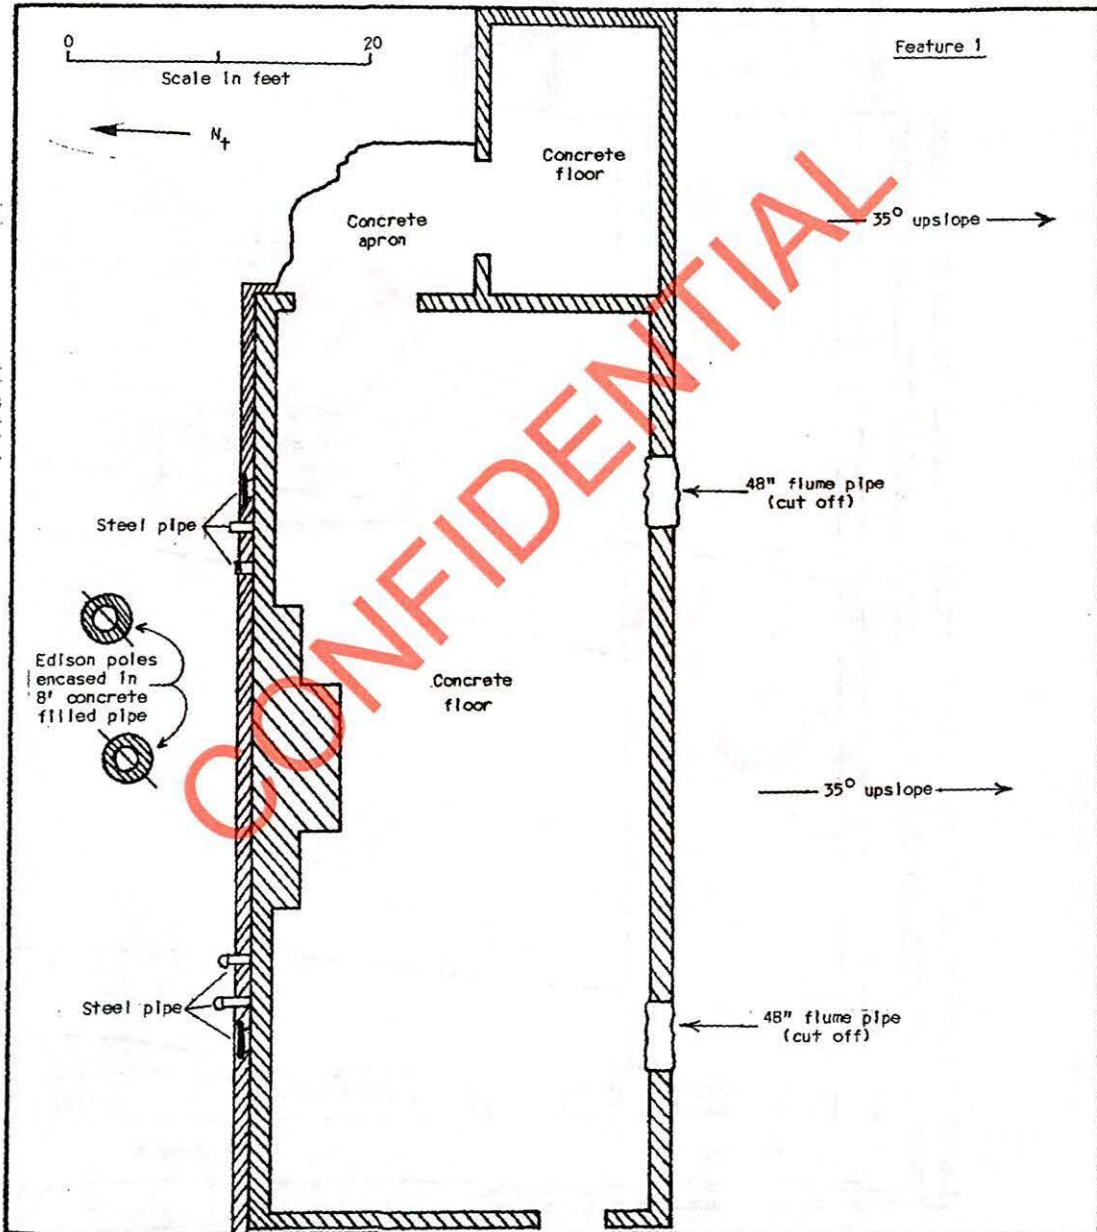 0 20
Scale in feet
Feature 1
N
Concrete
floor
Concrete
apron
35° upslope
Steel pipe
48" flume pipe
(cut off)
Edison poles
encased in
8' concrete
filled pipe
Concrete
floor
35° upslope
Steel pipe
48" flume pipe
(cut off)
CONFIDENTIAL